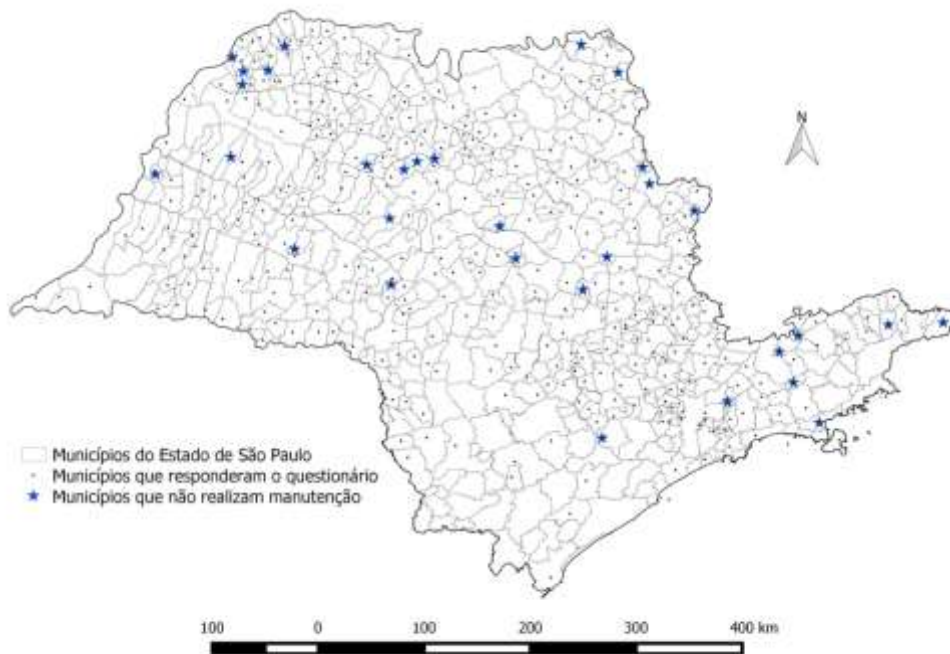 N
Municípios do Estado de São Paulo
Municípios que responderam o questionário
Municípios que não realizam manutenção
100 0 100 200 300 400 km